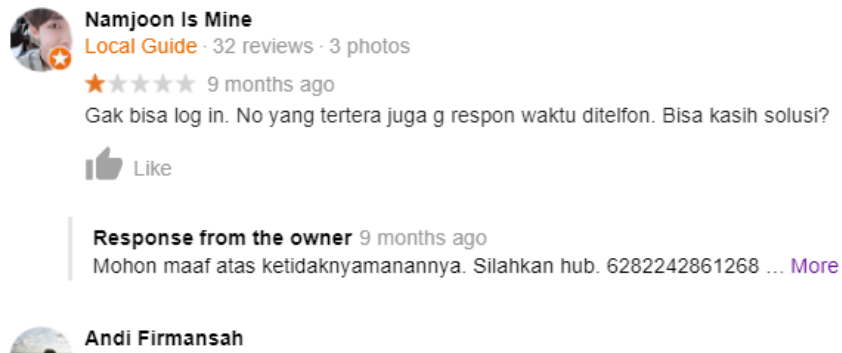 Namjoon Is Mine
Local Guide · 32 reviews · 3 photos
9 months ago
Gak bisa log in. No yang tertera juga g respon waktu ditelfon. Bisa kasih solusi?
Like
Response from the owner 9 months ago
Mohon maaf atas ketidaknyamanannya. Silahkan hub. 6282242861268 ... More
Andi Firmansah